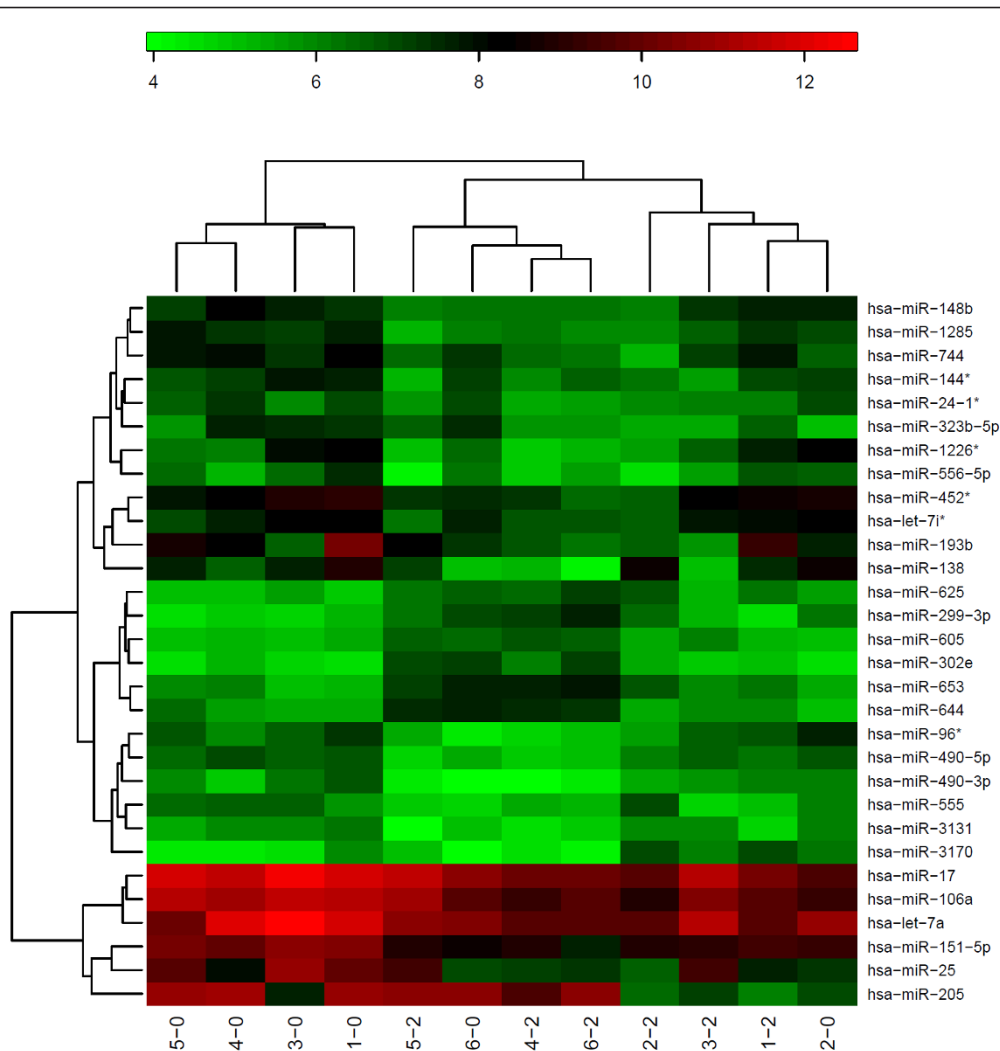 4 6 8 10 12
hsa-miR-148b
hsa-miR-1285
hsa-miR-744
hsa-miR-144*
hsa-miR-24-1*
hsa-miR-323b-5p
hsa-miR-1226*
hsa-miR-556-5p
hsa-miR-452*
hsa-let-7i*
hsa-miR-193b
hsa-miR-138
hsa-miR-625
hsa-miR-299-3p
hsa-miR-605
hsa-miR-302e
hsa-miR-653
hsa-miR-644
hsa-miR-96*
hsa-miR-490-5p
hsa-miR-490-3p
hsa-miR-555
hsa-miR-3131
hsa-miR-3170
hsa-miR-17
hsa-miR-106a
hsa-let-7a
hsa-miR-151-5p
hsa-miR-25
hsa-miR-205
5-0 4-0 3-0 1-0 5-2 6-0 4-2 6-2 2-2 3-2 1-2 2-0